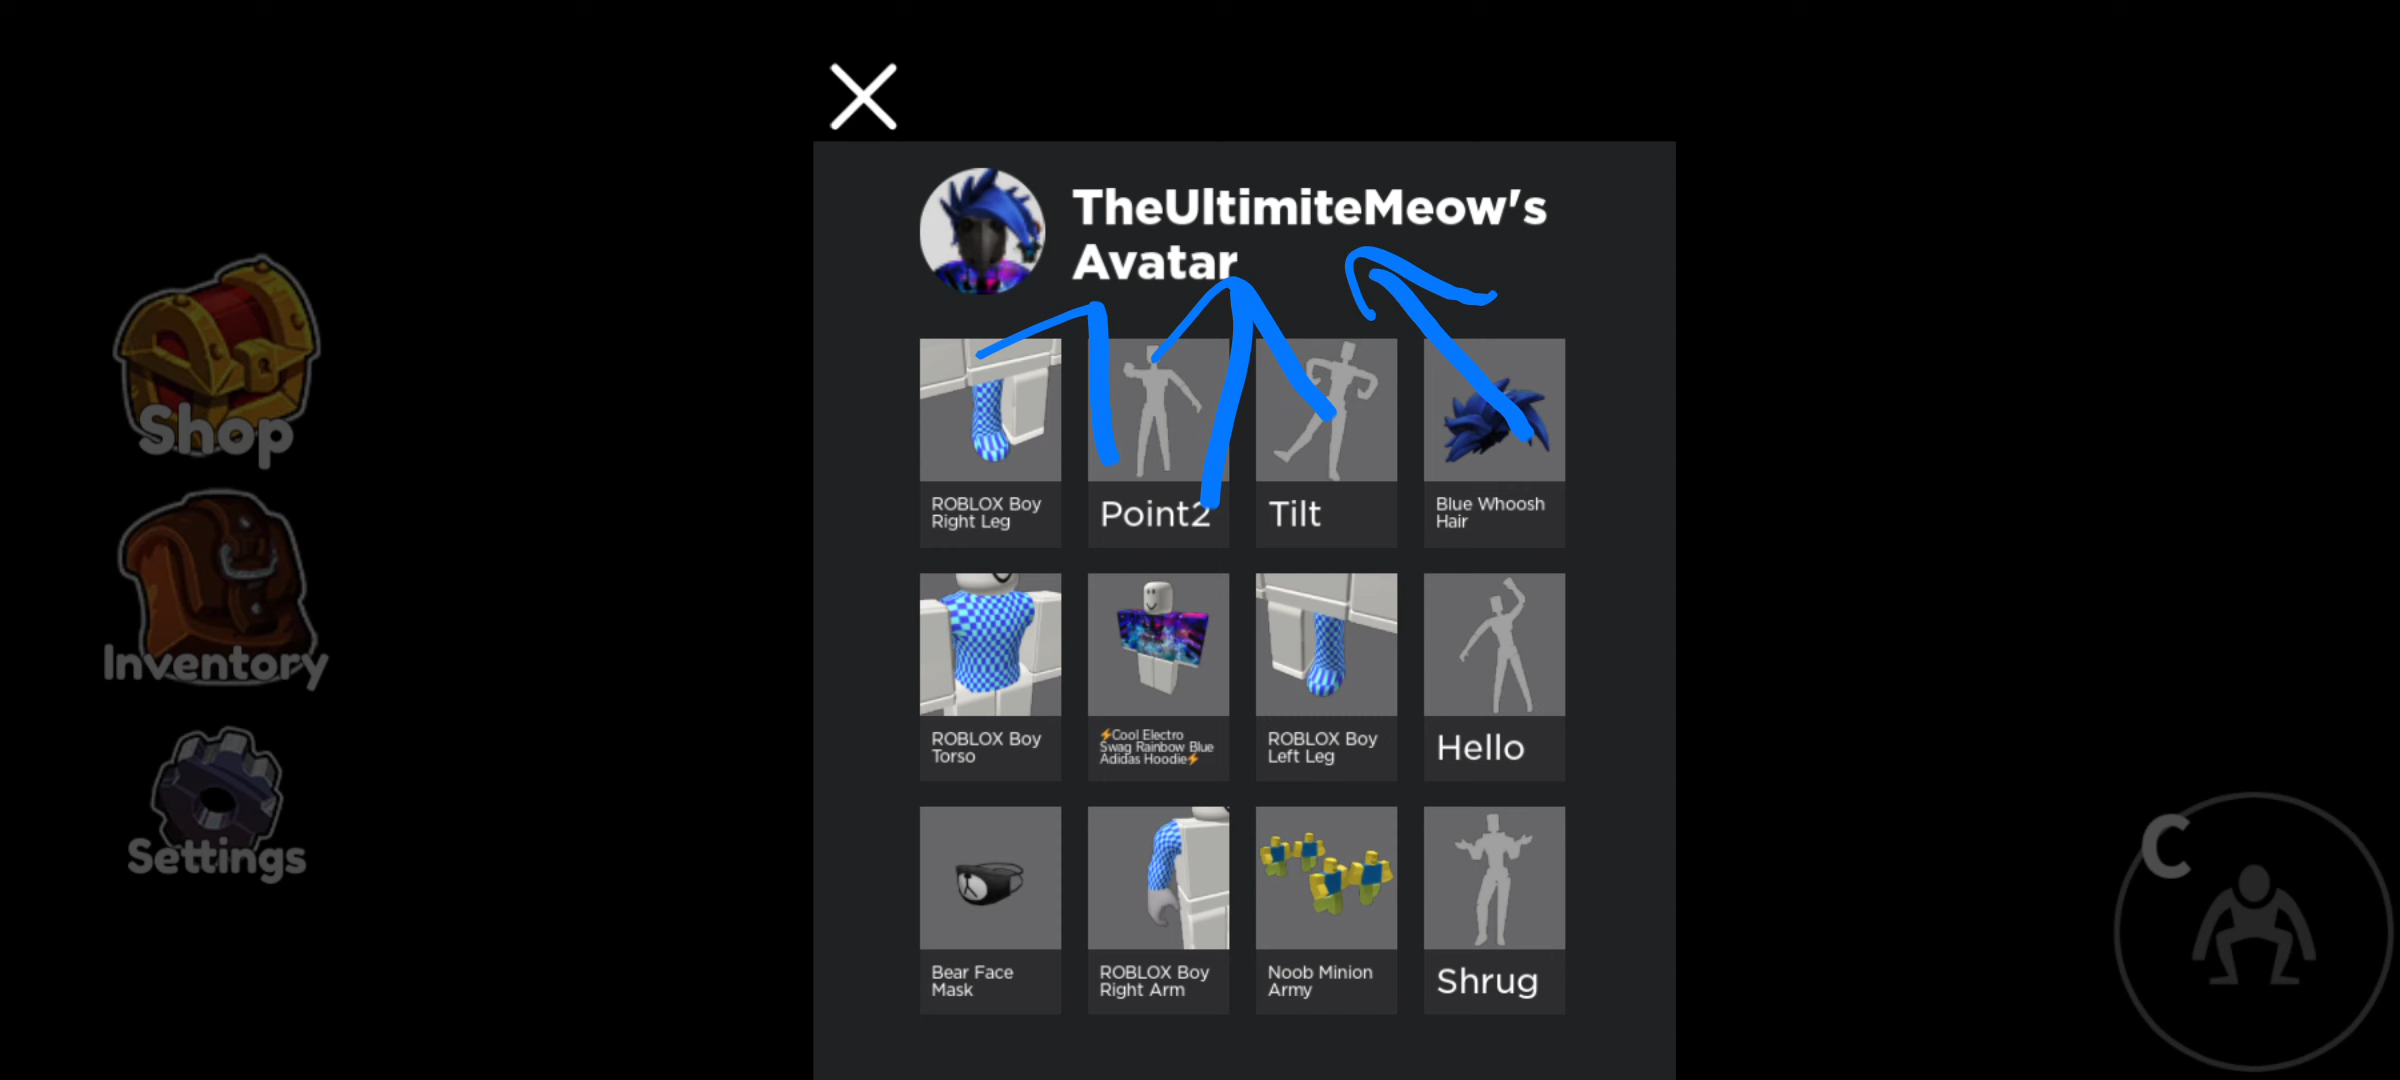 TheUltimiteMeow's
Avatar
Shop
ROBLOX Boy
Right Leg
Point2
Tilt
Blue Whoosh
Hair
Inventory
ROBLOX Boy
Torso
⚡Cool Electro
Swag Rainbow Blue
Adidas Hoodie⚡
ROBLOX Boy
Left Leg
Hello
Settings
C
Bear Face
Mask
ROBLOX Boy
Right Arm
Noob Minion
Army
Shrug